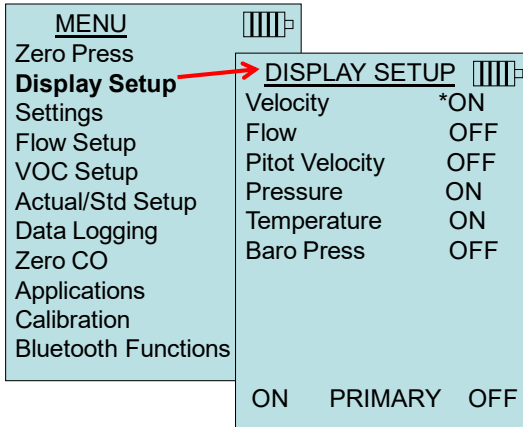 MENU
Zero Press
Display Setup
Settings
Flow Setup
VOC Setup
Actual/Std Setup
Data Logging
Zero CO
Applications
Calibration
Bluetooth Functions
DISPLAY SETUP
Velocity *ON
Flow OFF
Pitot Velocity OFF
Pressure ON
Temperature ON
Baro Press OFF
ON PRIMARY OFF